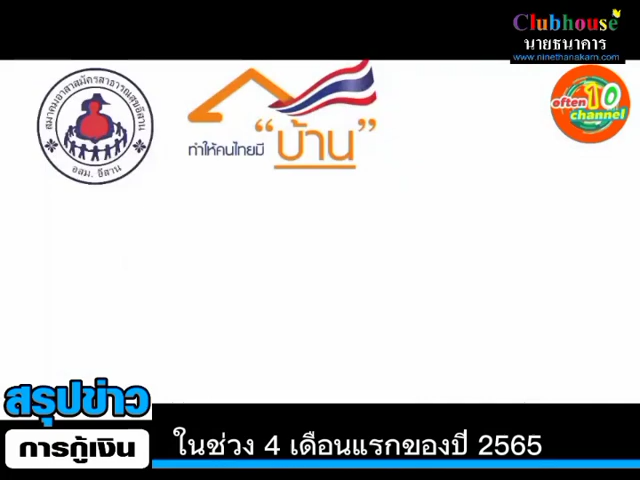 Clubhouse
นายธนาคาร
www.ninethanakarn.com
สมาคมอาสาสมัครสาธารณสุขอีสาน
อสม. อีสาน
ทำให้คนไทยมี "บ้าน"
often 10
channel
สรุปข่าว
การกู้เงิน
ในช่วง 4 เดือนแรกของปี 2565